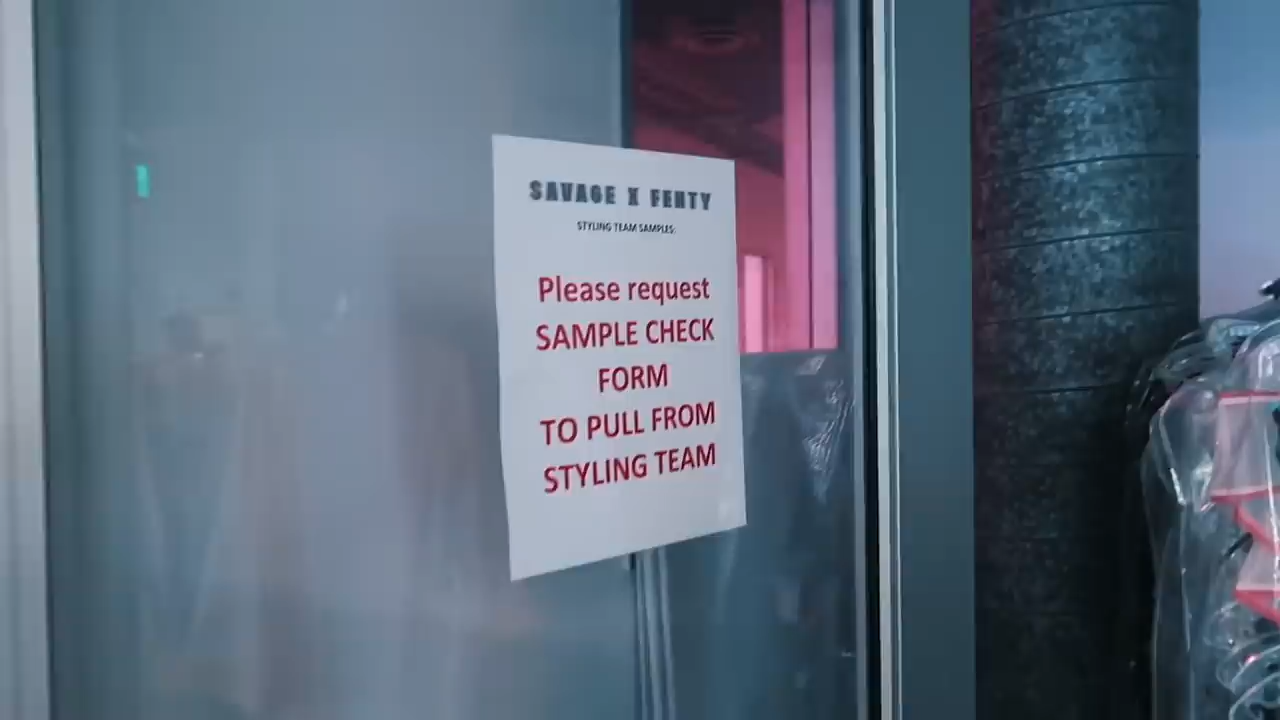 SAVAGE X FENTY
STYLING TEAM SAMPLES:
Please request
SAMPLE CHECK
FORM
TO PULL FROM
STYLING TEAM